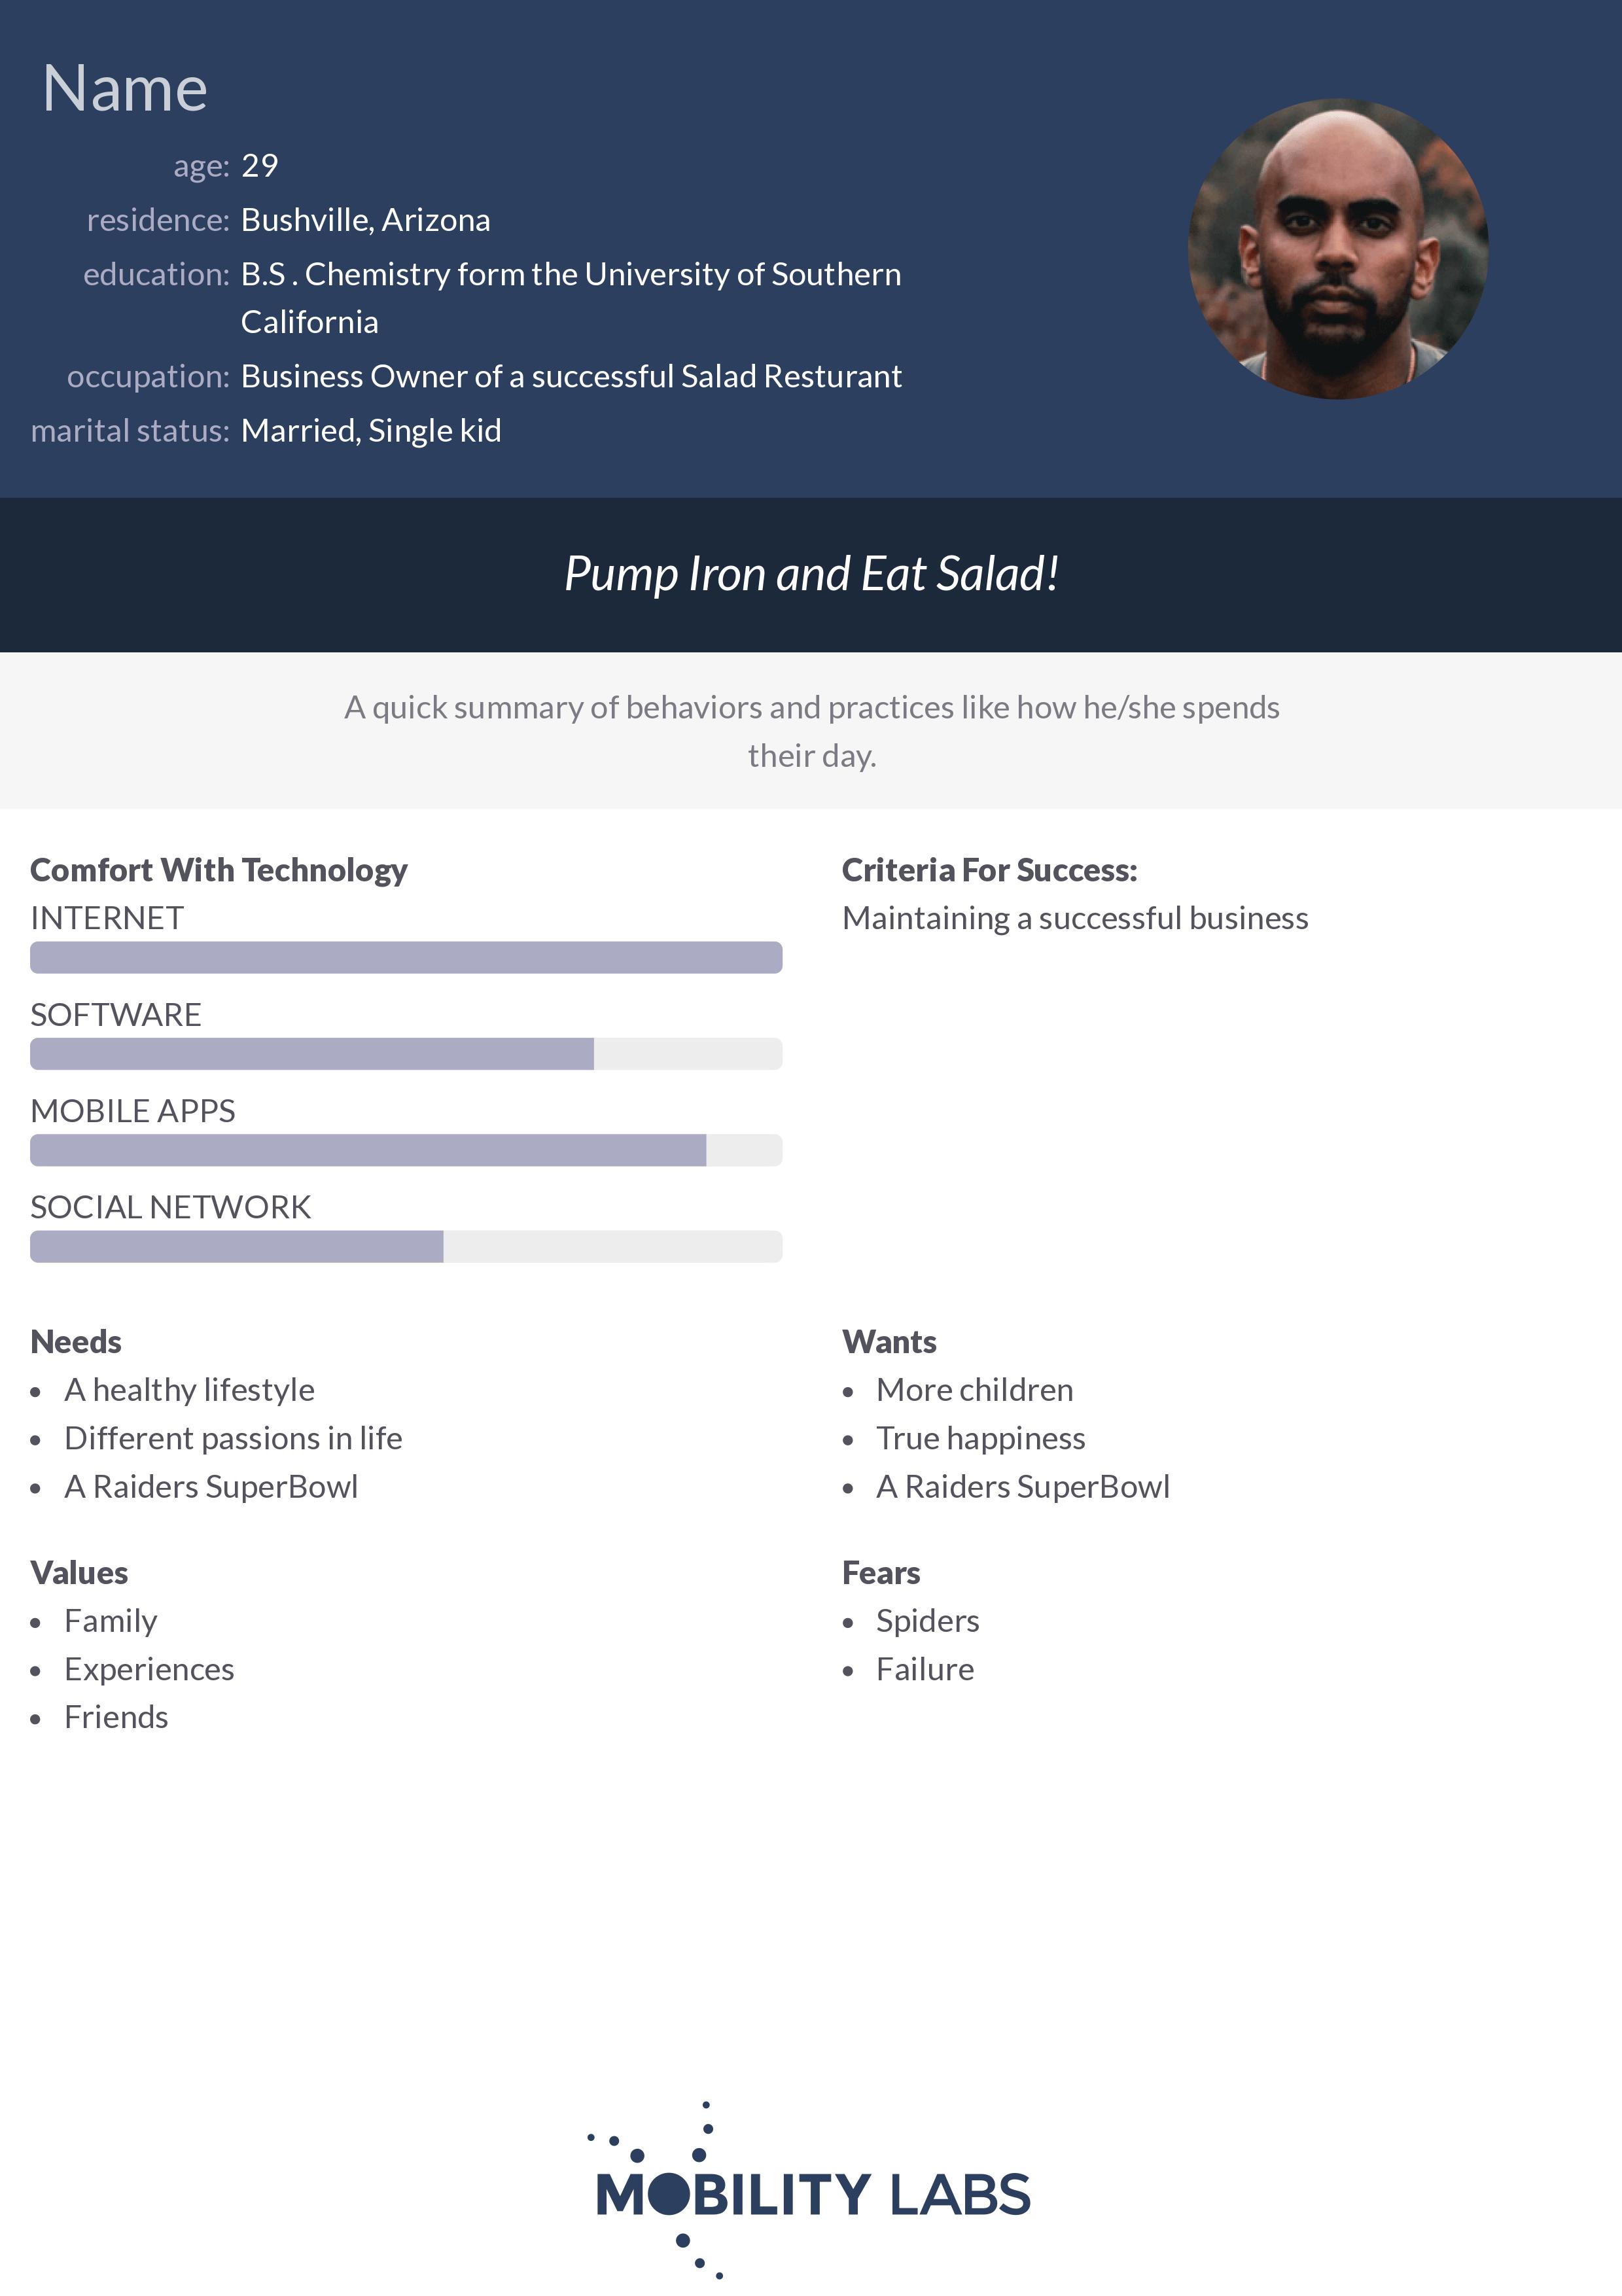 Name
age: 29
residence: Bushville, Arizona
education: B.S . Chemistry form the University of Southern
California
occupation: Business Owner of a successful Salad Resturant
marital status: Married, Single kid
Pump Iron and Eat Salad!
A quick summary of behaviors and practices like how he/she spends
their day.
Comfort With Technology
INTERNET
SOFTWARE
MOBILE APPS
SOCIAL NETWORK
Criteria For Success:
Maintaining a successful business
Needs
• A healthy lifestyle
• Different passions in life
• A Raiders SuperBowl
Wants
• More children
• True happiness
• A Raiders SuperBowl
Values
• Family
• Experiences
• Friends
Fears
• Spiders
• Failure
MOBILITY LABS